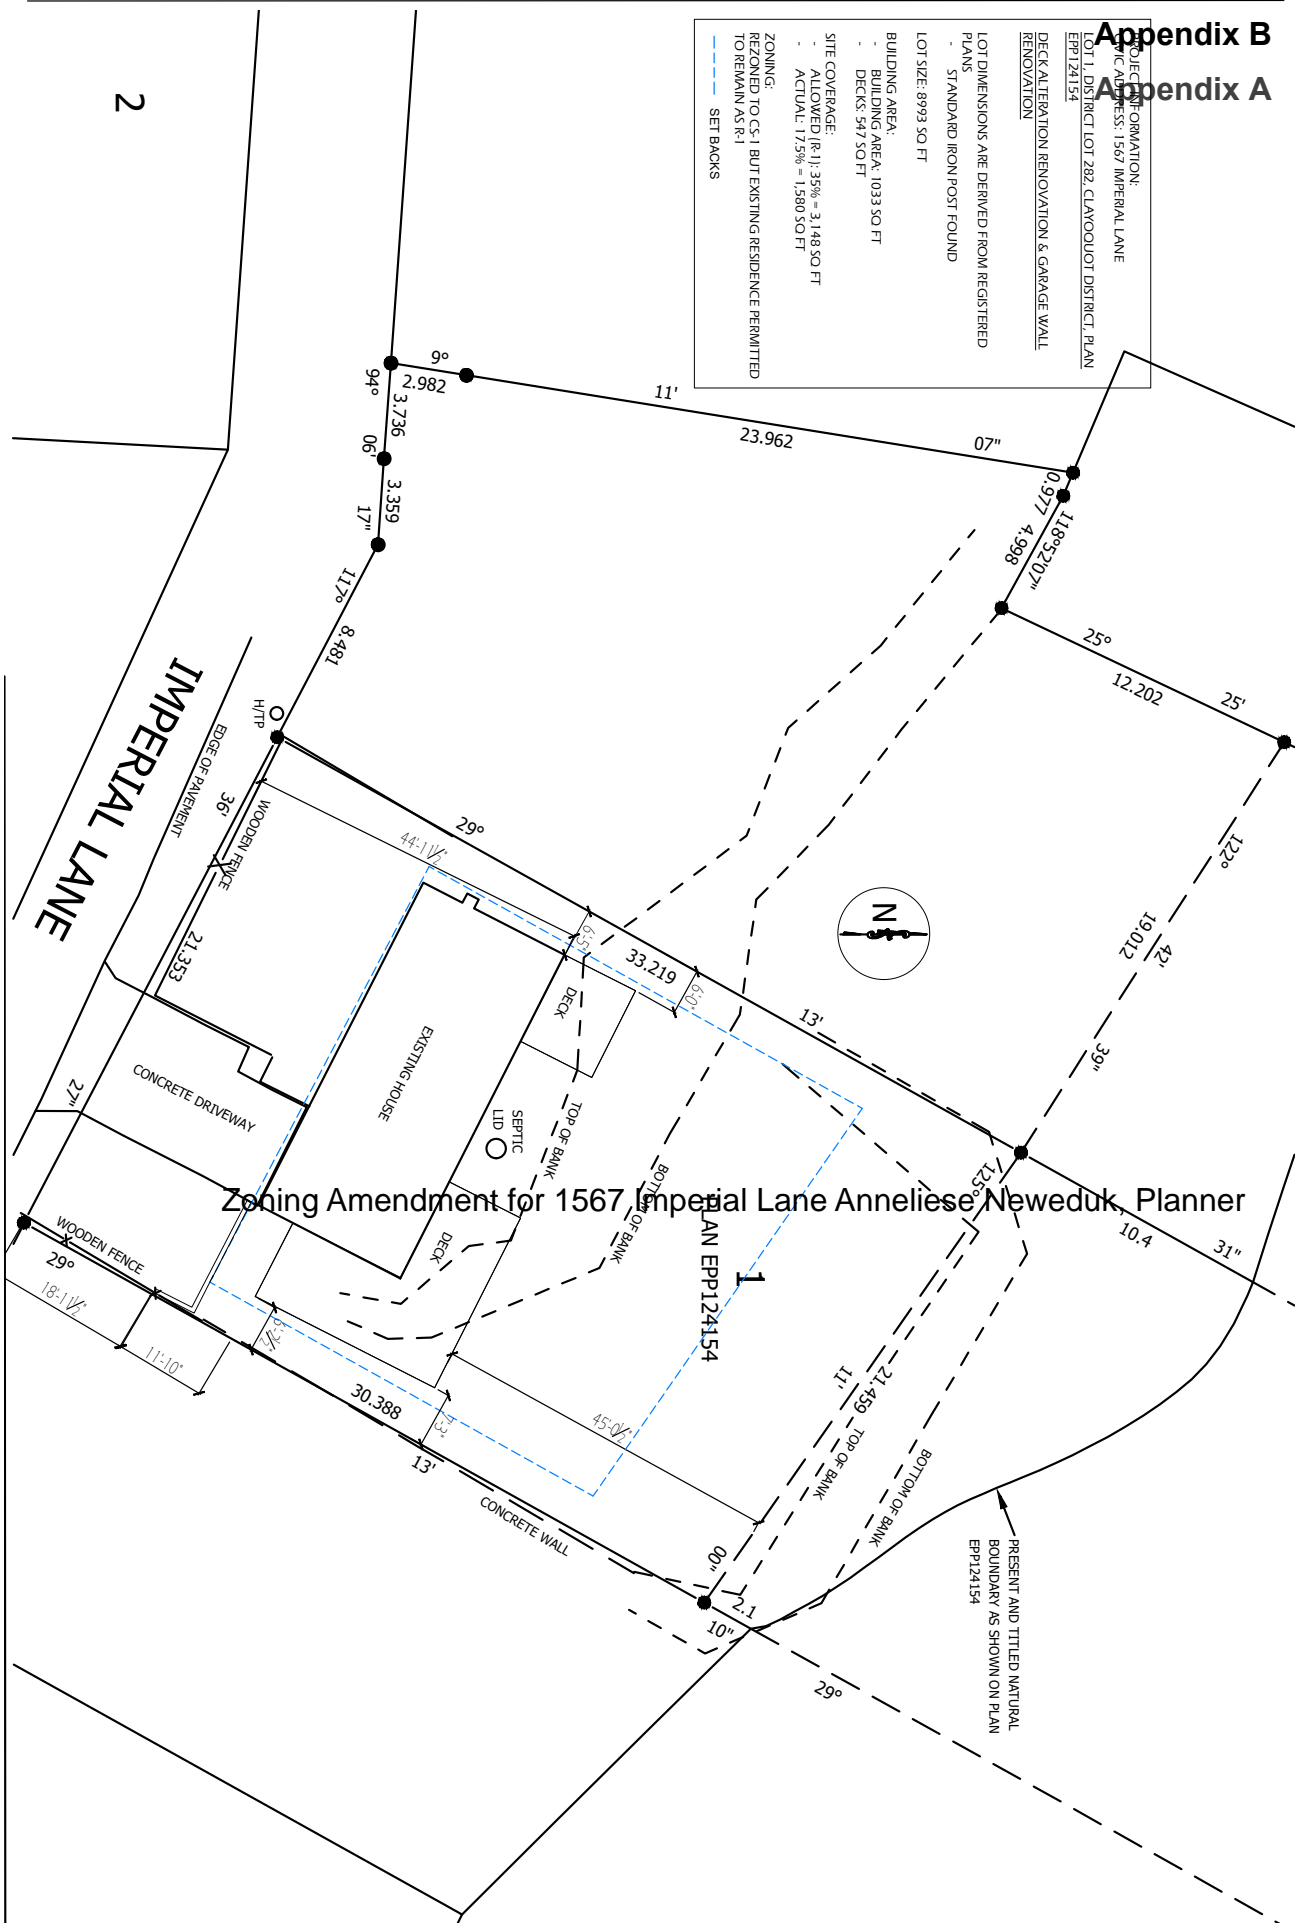 Appendix B
Appendix A
PROJECT INFORMATION:
CIVIC ADDRESS: 1567 IMPERIAL LANE
LOT 1, DISTRICT LOT 282, CLAYOQUOT DISTRICT, PLAN
EPP124154
DECK ALTERATION RENOVATION & GARAGE WALL
RENOVATION
LOT DIMENSIONS ARE DERIVED FROM REGISTERED
PLANS
- STANDARD IRON POST FOUND
LOT SIZE: 8993 SQ FT
BUILDING AREA:
- BUILDING AREA: 1033 SQ FT
- DECKS: 547 SQ FT
SITE COVERAGE:
- ALLOWED (R-1): 35% = 3,148 SQ FT
- ACTUAL: 17.5% = 1,580 SQ FT
ZONING:
REZONED TO CS-1 BUT EXISTING RESIDENCE PERMITTED
TO REMAIN AS R-1
SET BACKS
2
9°
2.982
11'
23.962
07"
94°
3.736
06'
3.359
17"
0.977
118°52'07"
4.998
25°
12.202
25'
117°
8.481
H/TP
IMPERIAL LANE
EDGE OF PAVEMENT
36'
WOODEN FENCE
21.353
27"
29°
44'-11½"
6'-5"
33.219
6'-0"
13'
122°
19.012
42'
39"
N
DECK
EXISTING HOUSE
CONCRETE DRIVEWAY
SEPTIC
LID
TOP OF BANK
BOTTOM OF BANK
125°
10.4
31"
Zoning Amendment for 1567 Imperial Lane Anneliese Neweduk, Planner
1
PLAN EPP124154
DECK
WOODEN FENCE
29°
18'-11½"
11'-10"
6'-7½"
30.388
7'-3"
13'
45'-0½"
11'
21.459
TOP OF BANK
BOTTOM OF BANK
CONCRETE WALL
00"
2.1
10"
29°
PRESENT AND TITLED NATURAL
BOUNDARY AS SHOWN ON PLAN
EPP124154